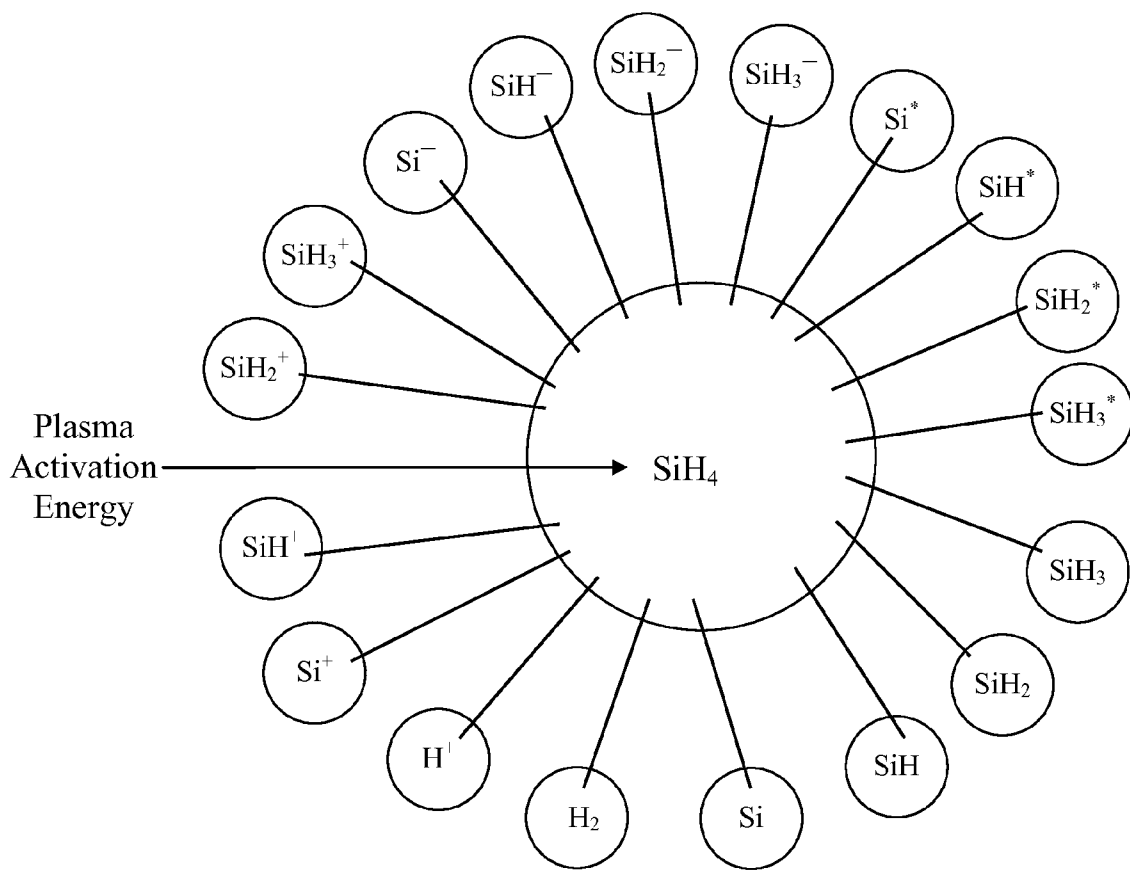 SiH₂⁻
SiH₃⁻
SiH⁻
Si*
Si⁻
SiH*
SiH₃⁺
SiH₂*
SiH₂⁺
SiH₃*
Plasma
Activation
Energy
SiH₄
SiH⁺
SiH₃
Si⁺
SiH₂
H⁺
SiH
H₂
Si